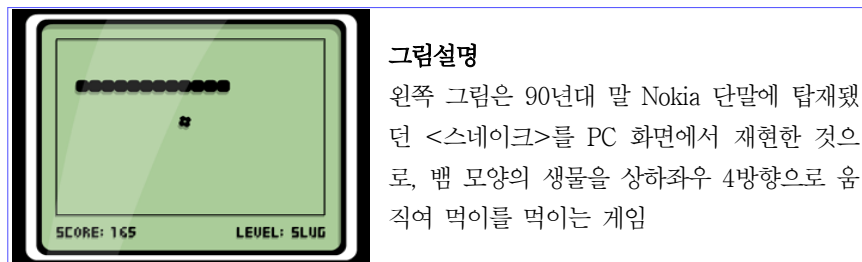 SCORE: 165 LEVEL: SLUG
그림설명
왼쪽 그림은 90년대 말 Nokia 단말에 탑재됐
던 <스네이크>를 PC 화면에서 재현한 것으
로, 뱀 모양의 생물을 상하좌우 4방향으로 움
직여 먹이를 먹이는 게임